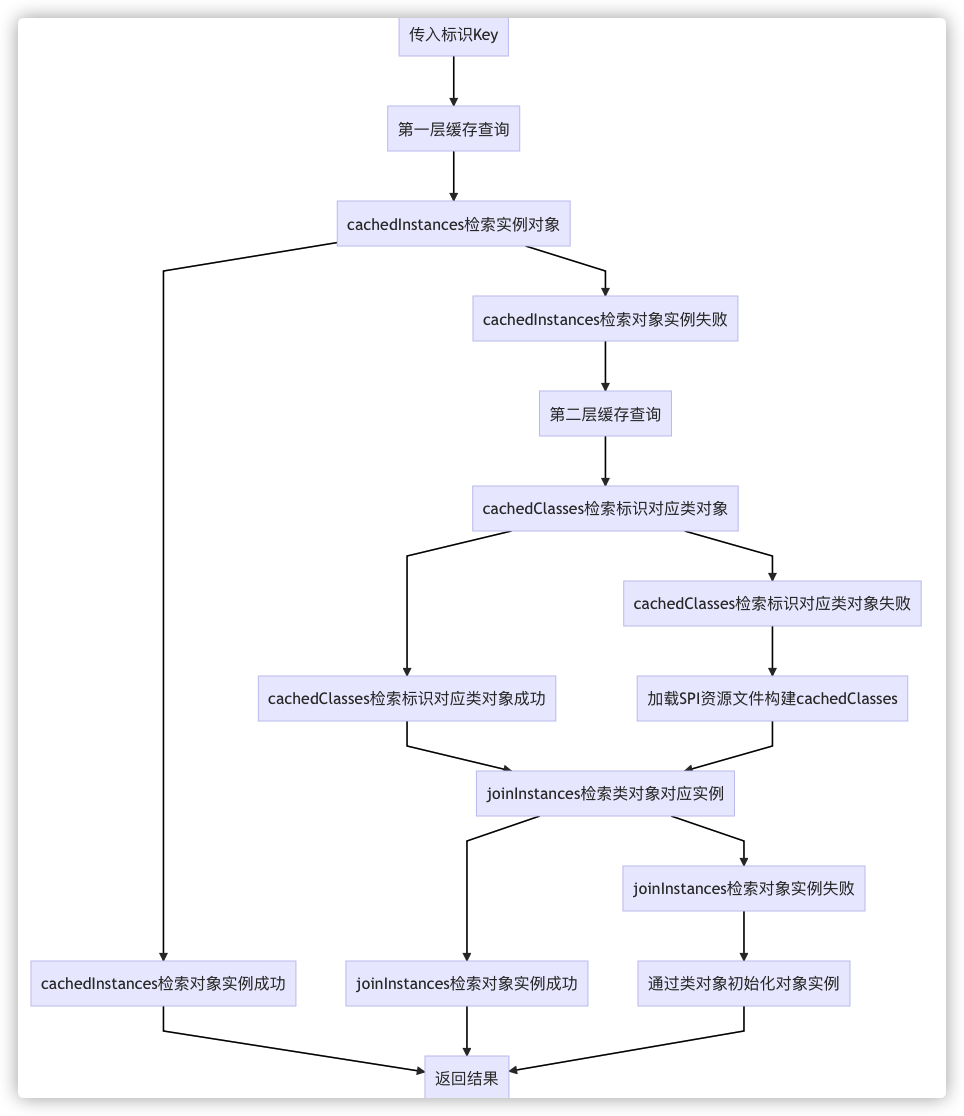 传入标识Key
第一层缓存查询
cachedInstances检索实例对象
cachedInstances检索对象实例失败
第二层缓存查询
cachedClasses检索标识对应类对象
cachedClasses检索标识对应类对象失败
cachedClasses检索标识对应类对象成功
加载SPI资源文件构建cachedClasses
joinInstances检索类对象对应实例
joinInstances检索对象实例失败
cachedInstances检索对象实例成功
joinInstances检索对象实例成功
通过类对象初始化对象实例
返回结果